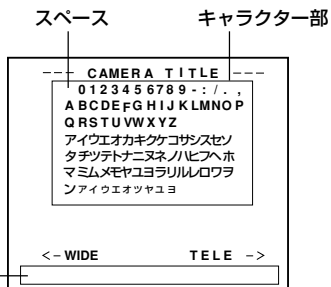 スペース キャラクター部
--- CAMERA TITLE ---
0123456789-:/.,
ABCDEFGHIJKLMNOP
QRSTUVWXYZ
アイウエオカキクケコサシスセソ
タチツテトナニヌネノハヒフヘホ
マミムメモヤユヨラリルレロワヲ
ンアィゥエォッャュョ
<-WIDE TELE ->